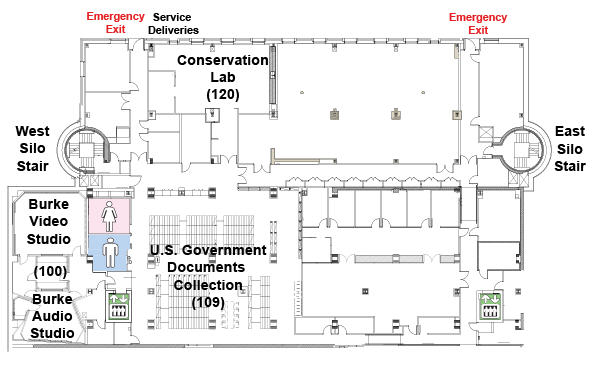 Emergency
Exit
Service
Deliveries
Emergency
Exit
Conservation
Lab
(120)
West
Silo
Stair
East
Silo
Stair
Burke
Video
Studio
(100)
Burke
Audio
Studio
U.S. Government
Documents
Collection
(109)